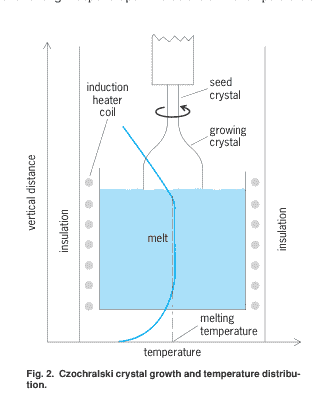 induction
heater
coil
seed
crystal
growing
crystal
vertical distance
insulation
melt
insulation
melting
temperature
temperature
Fig. 2. Czochralski crystal growth and temperature distribu-
tion.